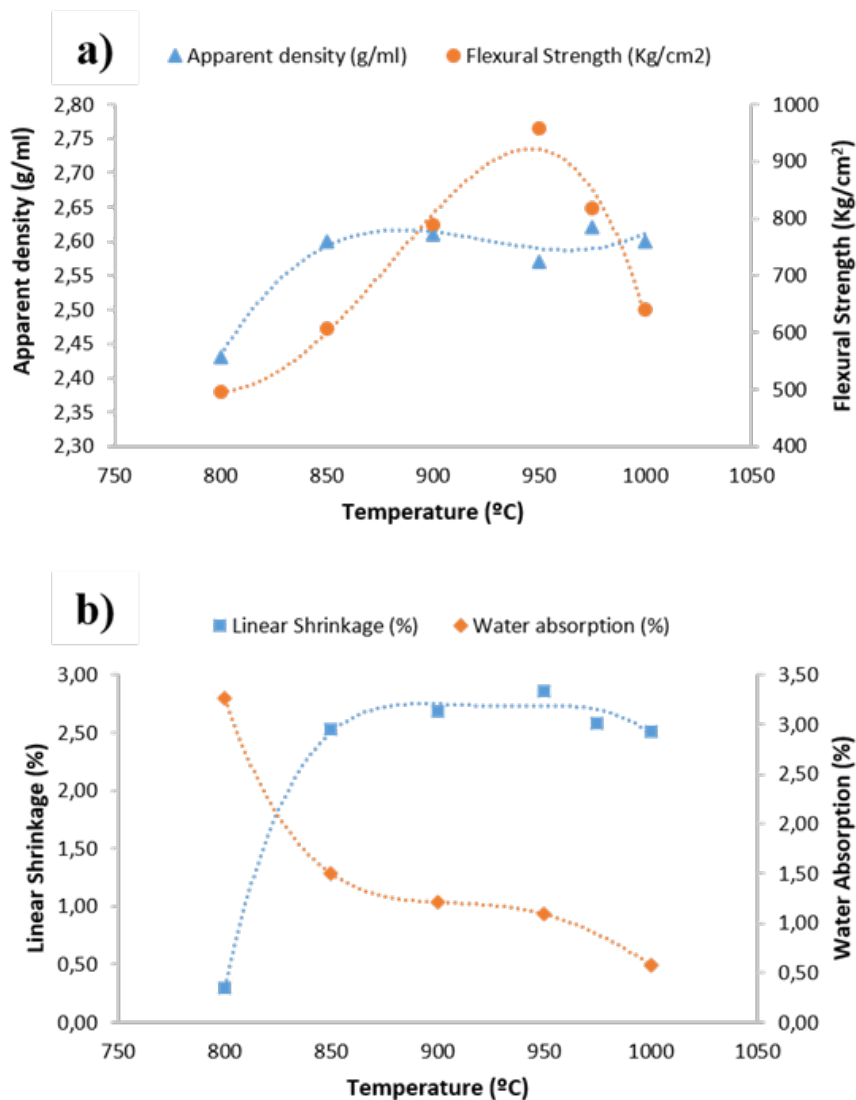 a)
Apparent density (g/ml) Flexural Strength (Kg/cm2)
2,80 1000
2,75
2,70 900
2,65 800
2,60
2,55 700
2,50 600
2,45
2,40 500
2,35
2,30 400
Apparent density (g/ml)
Flexural Strength (Kg/cm²)
750 800 850 900 950 1000 1050
Temperature (ºC)
b)
Linear Shrinkage (%) Water absorption (%)
3,00 3,50
2,50 3,00
2,00 2,50
1,50 2,00
1,00 1,50
0,50 1,00
0,00 0,50
0,00
Linear Shrinkage (%)
Water Absorption (%)
750 800 850 900 950 1000 1050
Temperature (ºC)